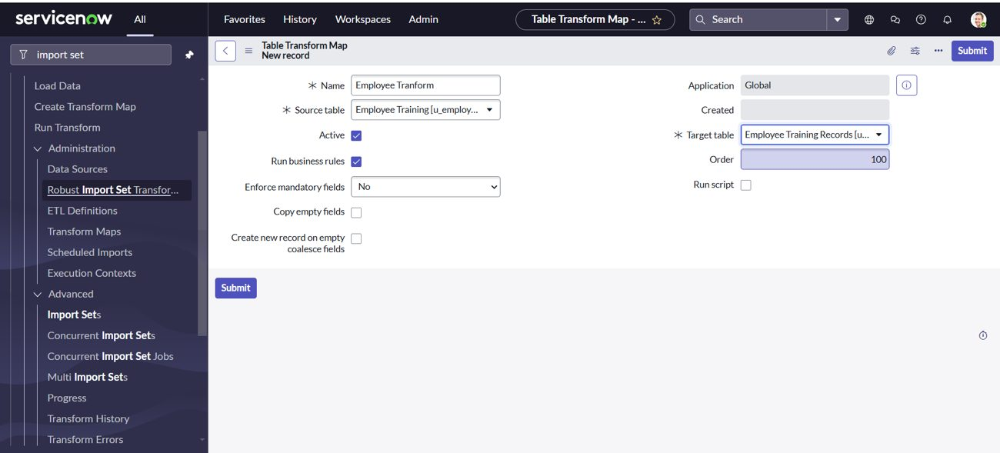 servicenow All Favorites History Workspaces Admin Table Transform Map - ... Search
import set
Load Data
Create Transform Map
Run Transform
Administration
Data Sources
Robust Import Set Transfor...
ETL Definitions
Transform Maps
Scheduled Imports
Execution Contexts
Advanced
Import Sets
Concurrent Import Sets
Concurrent Import Set Jobs
Multi Import Sets
Progress
Transform History
Transform Errors
Table Transform Map
New record
Submit
Name Employee Tranform
Source table Employee Training [u_employ...
Active
Run business rules
Enforce mandatory fields No
Copy empty fields
Create new record on empty
coalesce fields
Application Global
Created
Target table Employee Training Records [u...
Order 100
Run script
Submit